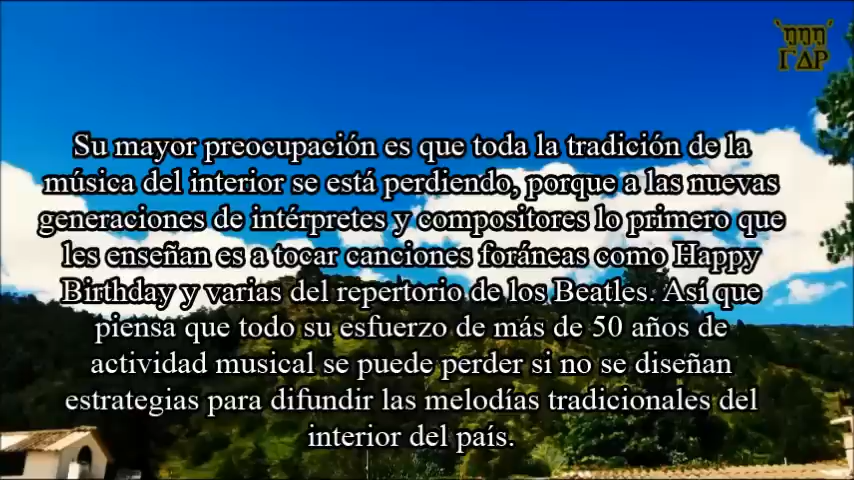 ГΔΡ
Su mayor preocupación es que toda la tradición de la
música del interior se está perdiendo, porque a las nuevas
generaciones de intérpretes y compositores lo primero que
les enseñan es a tocar canciones foráneas como Happy
Birthday y varias del repertorio de los Beatles. Así que
piensa que todo su esfuerzo de más de 50 años de
actividad musical se puede perder si no se diseñan
estrategias para difundir las melodías tradicionales del
interior del país.